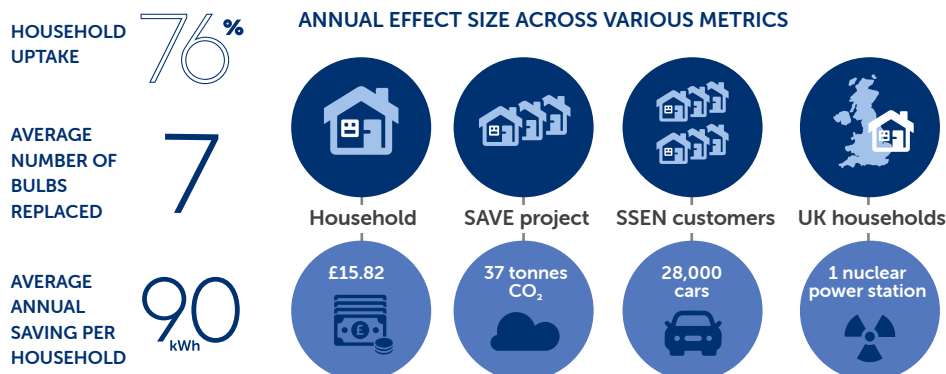 HOUSEHOLD
UPTAKE
76%
AVERAGE
NUMBER OF
BULBS
REPLACED
7
AVERAGE
ANNUAL
SAVING PER
HOUSEHOLD
90
kWh
ANNUAL EFFECT SIZE ACROSS VARIOUS METRICS
Household
SAVE project
SSEN customers
UK households
£15.82
£
37 tonnes
CO₂
28,000
cars
1 nuclear
power station